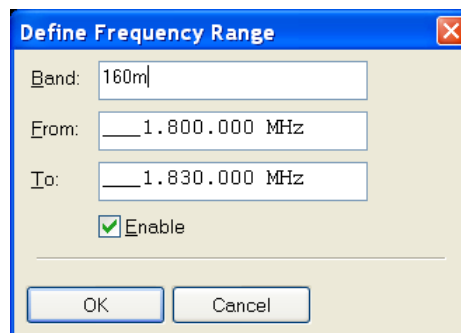 Define Frequency Range
Band: 160m
From: ___1.800.000 MHz
To: ___1.830.000 MHz
Enable
OK Cancel